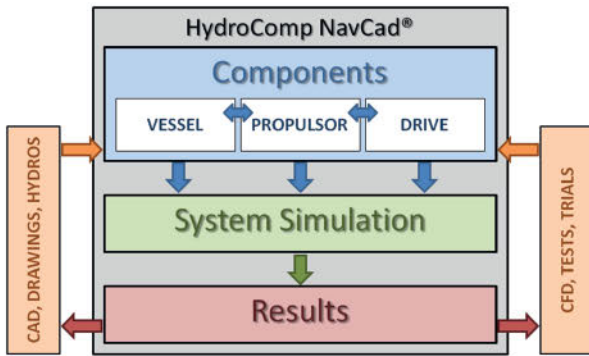 HydroComp NavCad®
Components
VESSEL
PROPULSOR
DRIVE
CAD, DRAWINGS, HYDROS
CFD, TESTS, TRIALS
System Simulation
Results